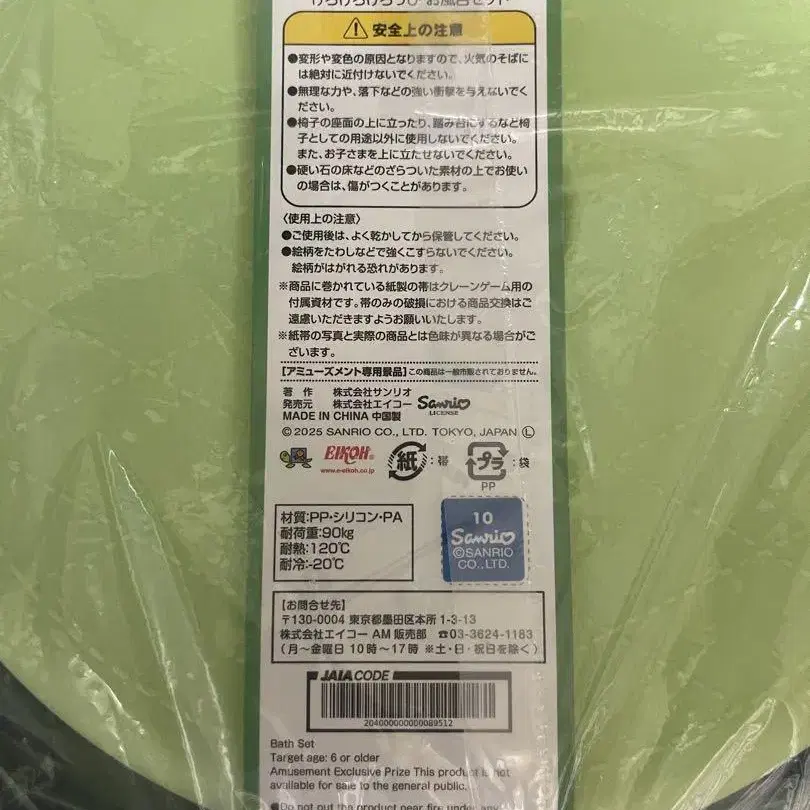 けろけろけろっぴ お風呂セット
安全上の注意
●変形や変色の原因となりますので、火気のそばに
は絶対に近付けないでください。
●無理な力や、落下などの強い衝撃を与えないでく
ださい。
●椅子の座面の上に立ったり、踏み台にするなど椅
子としての用途以外に使用しないでください。
また、お子さまを上に立たせないでください。
●硬い石の床などのざらついた素材の上でお使い
の場合は、傷がつくことがあります。
〈使用上の注意〉
●ご使用後は、よく乾かしてから保管してください。
●絵柄をたわしなどで強くこすらないでください。
絵柄がはがれる恐れがあります。
※商品に巻かれている紙製の帯はクレーンゲーム用の
付属資材です。帯のみの破損における商品交換はご
遠慮いただきますようお願いいたします。
※紙帯の写真と実際の商品とは色味が異なる場合がご
ざいます。
【アミューズメント専用景品】この商品は一般市販されておりません。
著 作 株式会社サンリオ
発売元 株式会社エイコー Sanrio
LICENSE
MADE IN CHINA 中国製
©2025 SANRIO CO., LTD. TOKYO, JAPAN Ⓛ
EIKOH® 紙:帯 プラ:袋
www.e-eikoh.co.jp
PP
材質:PP・シリコン・PA
耐荷重:90kg
耐熱:120℃
耐冷:-20℃
10
Sanrio
©SANRIO
CO.,LTD.
【お問合せ先】
〒130-0004 東京都墨田区本所 1-3-13
株式会社エイコー AM 販売部 ☎03-3624-1183
(月～金曜日 10時～17時 ※土・日・祝日を除く)
JAIA CODE
204000000000089512
Bath Set
Target age: 6 or older
Amusement Exclusive Prize This product is not
available for sale to the general public.
●Do not put the product near fire under any